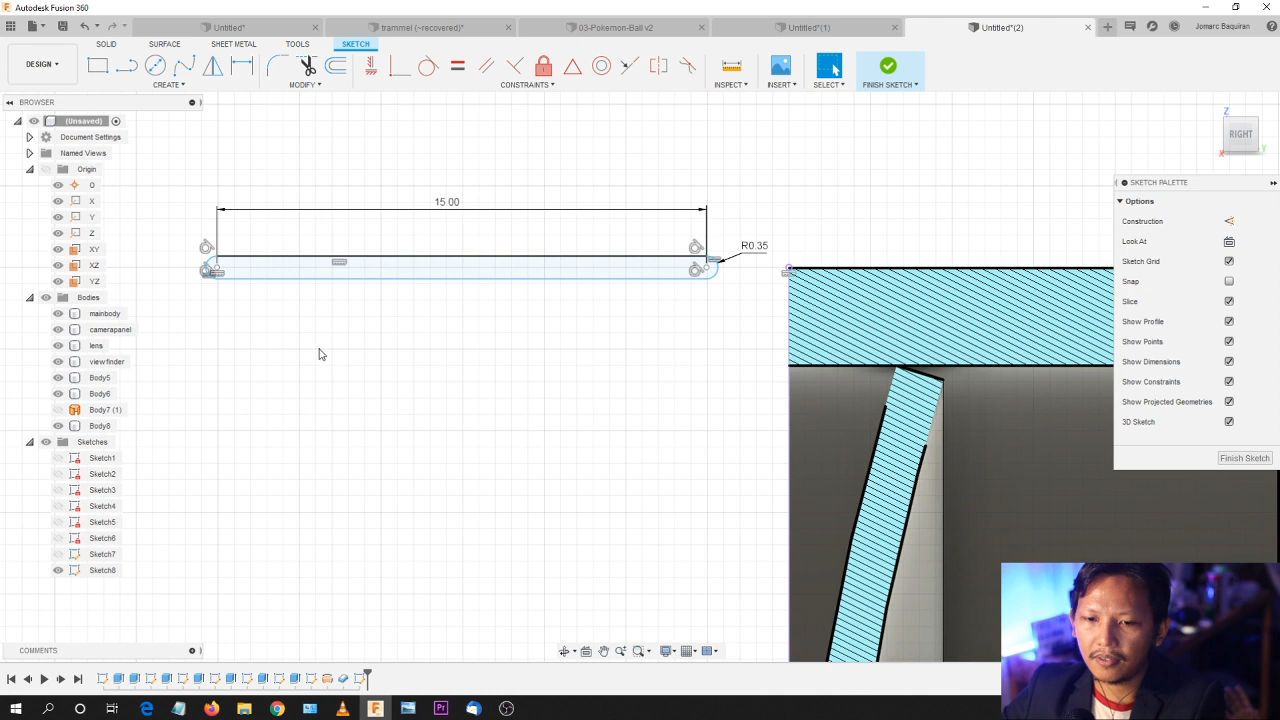 Autodesk Fusion 360
Untitled*
trammel (~recovered)*
03-Pokemon-Ball v2
Untitled*(1)
Untitled*(2)
Jomarc Baquiran
DESIGN
SOLID
SURFACE
SHEET METAL
TOOLS
SKETCH
CREATE
MODIFY
CONSTRAINTS
INSPECT
INSERT
SELECT
FINISH SKETCH
BROWSER
(Unsaved)
Document Settings
Named Views
Origin
O
X
Y
Z
XY
XZ
YZ
Bodies
mainbody
camerapanel
lens
viewfinder
Body5
Body6
Body7 (1)
Body8
Sketches
Sketch1
Sketch2
Sketch3
Sketch4
Sketch5
Sketch6
Sketch7
Sketch8
15.00
R0.35
Z
RIGHT
X
Y
SKETCH PALETTE
Options
Construction
Look At
Sketch Grid
Snap
Slice
Show Profile
Show Points
Show Dimensions
Show Constraints
Show Projected Geometries
3D Sketch
Finish Sketch
COMMENTS